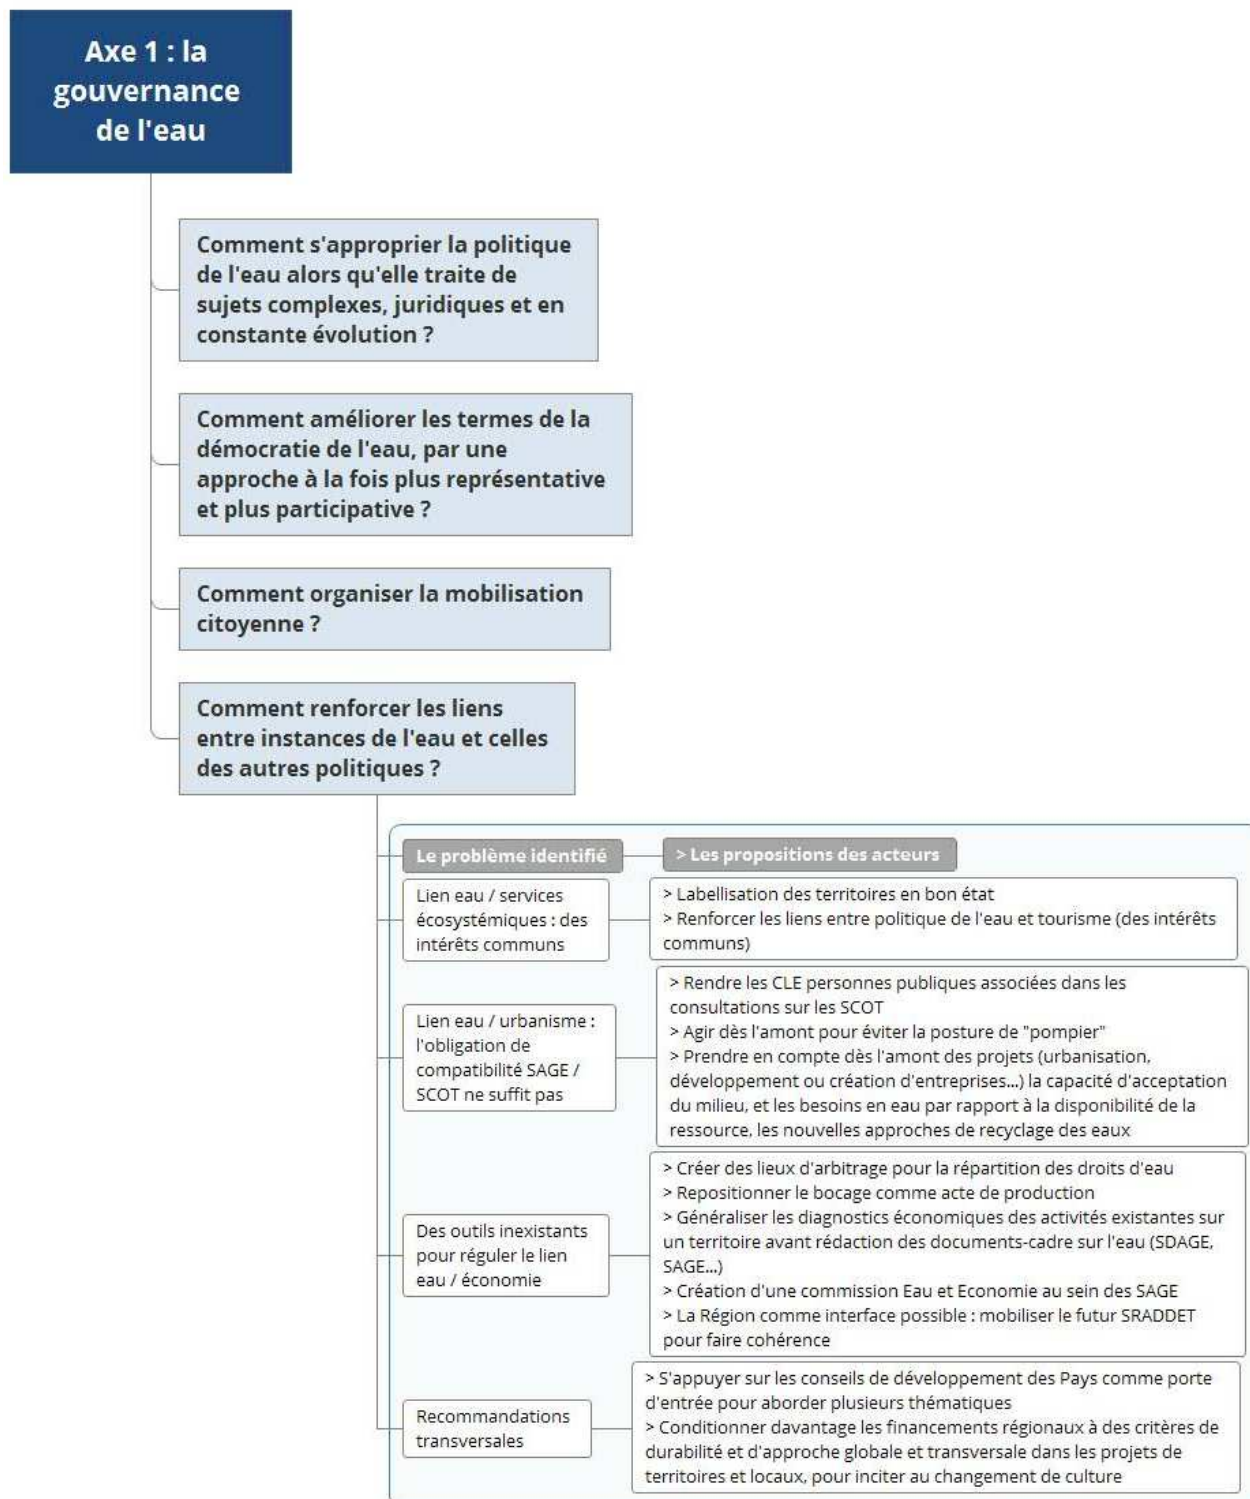 Axe 1 : la
gouvernance
de l'eau
Comment s'approprier la politique
de l'eau alors qu'elle traite de
sujets complexes, juridiques et en
constante évolution ?
Comment améliorer les termes de la
démocratie de l'eau, par une
approche à la fois plus représentative
et plus participative ?
Comment organiser la mobilisation
citoyenne ?
Comment renforcer les liens
entre instances de l'eau et celles
des autres politiques ?
Le problème identifié
> Les propositions des acteurs
Lien eau / services
écosystémiques : des
intérêts communs
> Labellisation des territoires en bon état
> Renforcer les liens entre politique de l'eau et tourisme (des intérêts
communs)
Lien eau / urbanisme :
l'obligation de
compatibilité SAGE /
SCOT ne suffit pas
> Rendre les CLE personnes publiques associées dans les
consultations sur les SCOT
> Agir dès l'amont pour éviter la posture de "pompier"
> Prendre en compte dès l'amont des projets (urbanisation,
développement ou création d'entreprises...) la capacité d'acceptation
du milieu, et les besoins en eau par rapport à la disponibilité de la
ressource, les nouvelles approches de recyclage des eaux
Des outils inexistants
pour réguler le lien
eau / économie
> Créer des lieux d'arbitrage pour la répartition des droits d'eau
> Repositionner le bocage comme acte de production
> Généraliser les diagnostics économiques des activités existantes sur
un territoire avant rédaction des documents-cadre sur l'eau (SDAGE,
SAGE...)
> Création d'une commission Eau et Economie au sein des SAGE
> La Région comme interface possible : mobiliser le futur SRADDET
pour faire cohérence
Recommandations
transversales
> S'appuyer sur les conseils de développement des Pays comme porte
d'entrée pour aborder plusieurs thématiques
> Conditionner davantage les financements régionaux à des critères de
durabilité et d'approche globale et transversale dans les projets de
territoires et locaux, pour inciter au changement de culture